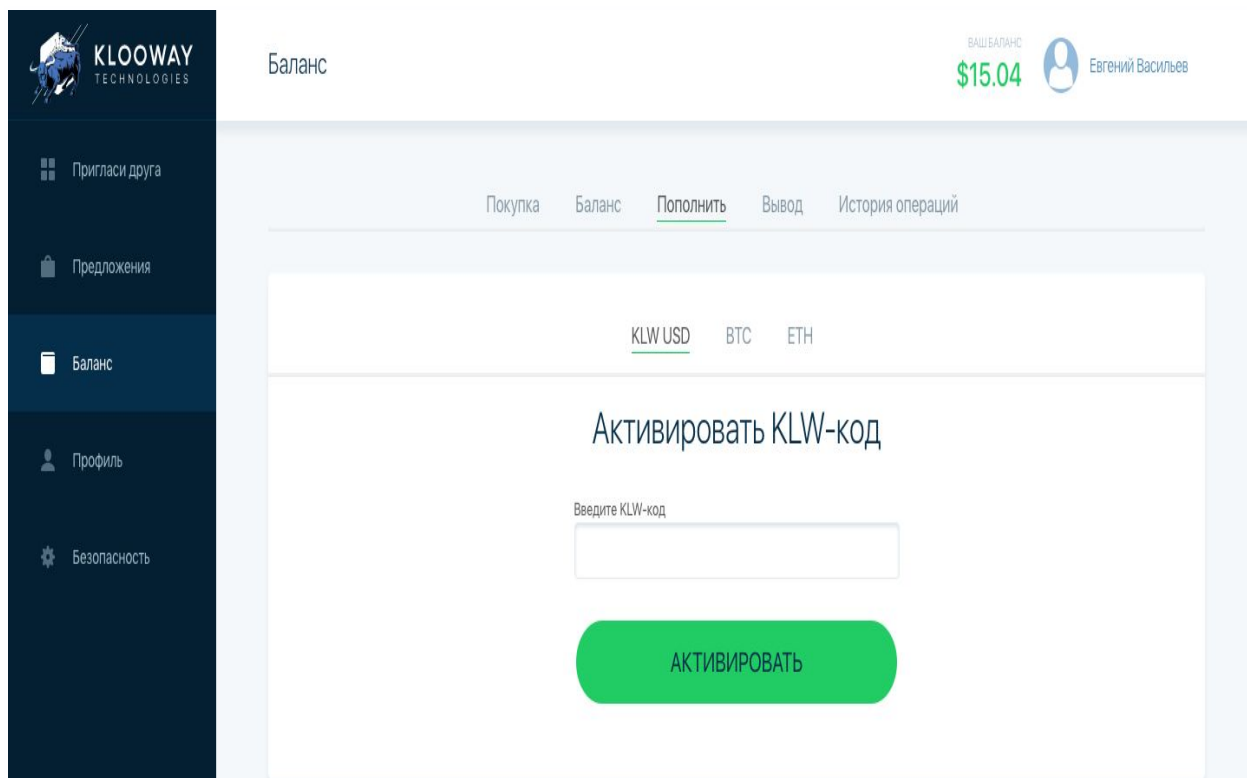 KLOOWAY
TECHNOLOGIES
Баланс
ВАШ БАЛАНС
$15.04
Евгений Васильев
Пригласи друга
Предложения
Баланс
Профиль
Безопасность
Покупка Баланс Пополнить Вывод История операций
KLW USD BTC ETH
Активировать KLW-код
Введите KLW-код
АКТИВИРОВАТЬ